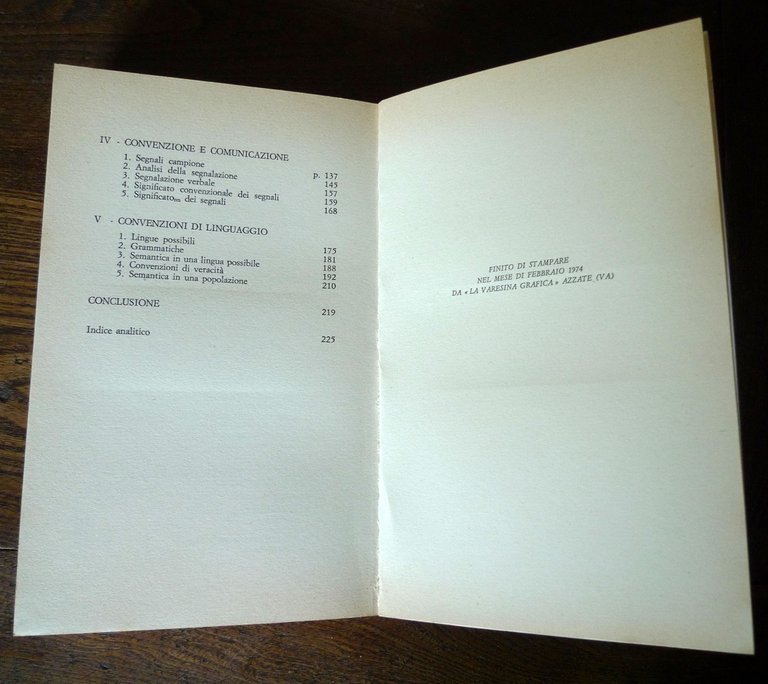 IV - CONVENZIONE E COMUNICAZIONE
1. Segnali campione p. 137
2. Analisi della segnalazione 145
3. Segnalazione verbale 157
4. Significato convenzionale dei segnali 159
5. Significatonn dei segnali 168
V - CONVENZIONI DI LINGUAGGIO
1. Lingue possibili 175
2. Grammatiche 181
3. Semantica in una lingua possibile 188
4. Convenzioni di veracità 192
5. Semantica in una popolazione 210
CONCLUSIONE 219
Indice analitico 225
FINITO DI STAMPARE
NEL MESE DI FEBBRAIO 1974
DA « LA VARESINA GRAFICA » AZZATE (VA)